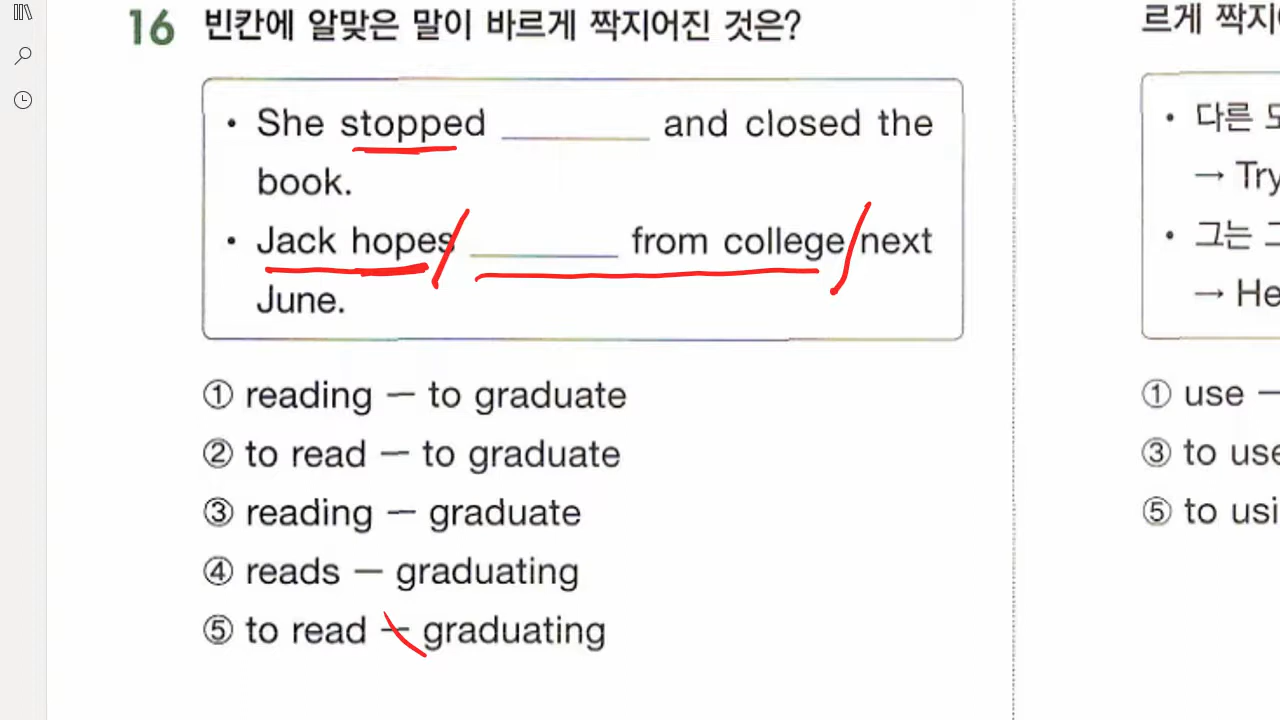 16 빈칸에 알맞은 말이 바르게 짝지어진 것은?
• She stopped ________ and closed the
book.
• Jack hopes ________ from college next
June.
① reading — to graduate
② to read — to graduate
③ reading — graduate
④ reads — graduating
⑤ to read — graduating
르게 짝지
• 다른
→ Try
• 그는
→ He
① use —
③ to use
⑤ to usi